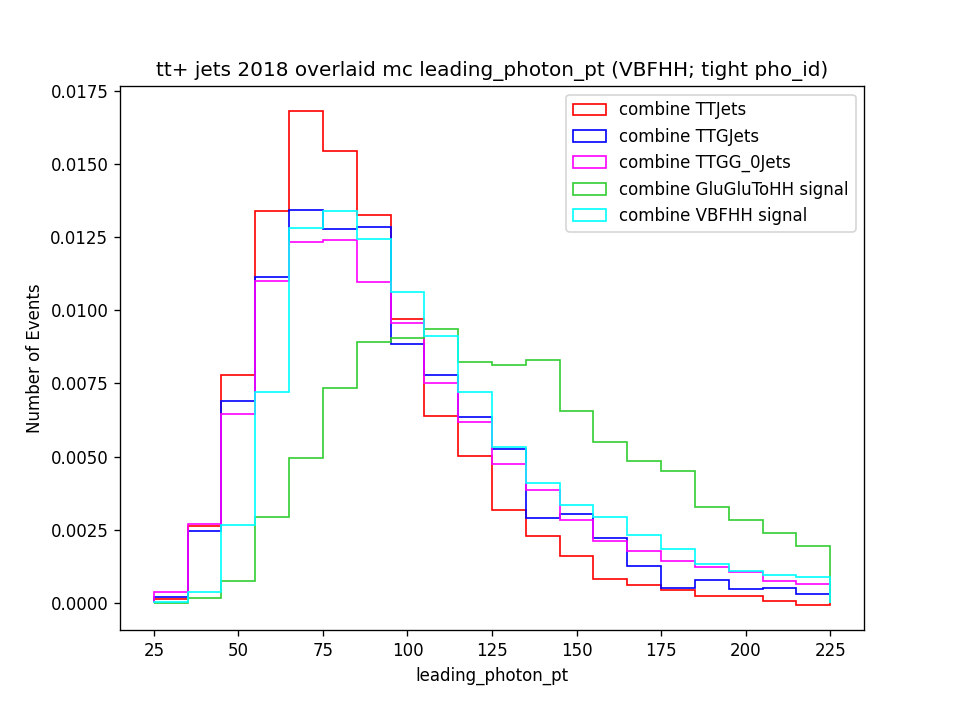 tt+ jets 2018 overlaid mc leading_photon_pt (VBFHH; tight pho_id)
combine TTJets
combine TTGJets
combine TTGG_0Jets
combine GluGluToHH signal
combine VBFHH signal
Number of Events
0.0175
0.0150
0.0125
0.0100
0.0075
0.0050
0.0025
0.0000
25 50 75 100 125 150 175 200 225
leading_photon_pt